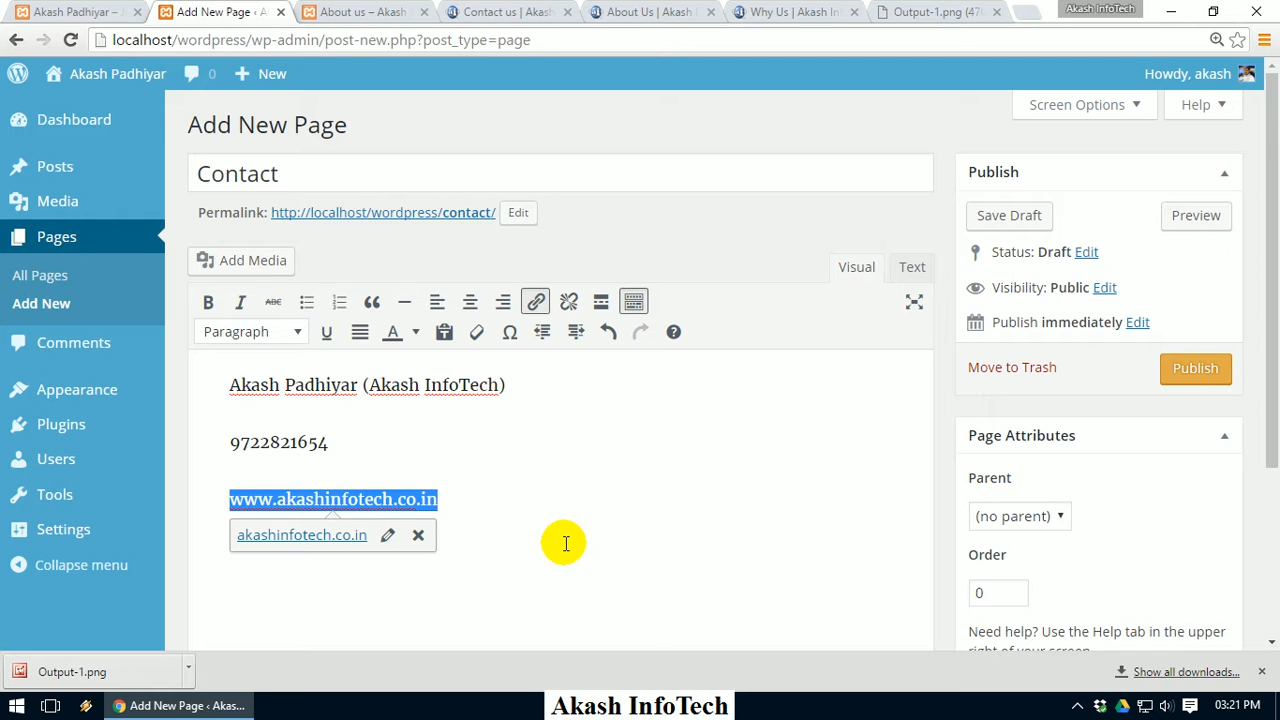 Akash Padhiyar –
Add New Page ‹ A
About us – Akash
Contact us | Akash
About Us | Akash I
Why Us | Akash In
Output-1.png (47
Akash InfoTech
localhost/wordpress/wp-admin/post-new.php?post_type=page
Akash Padhiyar
0
New
Howdy, akash
Screen Options
Help
Dashboard
Posts
Media
Pages
All Pages
Add New
Comments
Appearance
Plugins
Users
Tools
Settings
Collapse menu
Add New Page
Contact
Permalink: http://localhost/wordpress/contact/ Edit
Add Media
Visual
Text
B I ABC
Paragraph U A Ω
Akash Padhiyar (Akash InfoTech)
9722821654
www.akashinfotech.co.in
akashinfotech.co.in
Publish
Save Draft
Preview
Status: Draft Edit
Visibility: Public Edit
Publish immediately Edit
Move to Trash
Publish
Page Attributes
Parent
(no parent)
Order
0
Need help? Use the Help tab in the upper
right of your screen.
Output-1.png
Show all downloads...
Add New Page ‹ Akas...
Akash InfoTech
03:21 PM